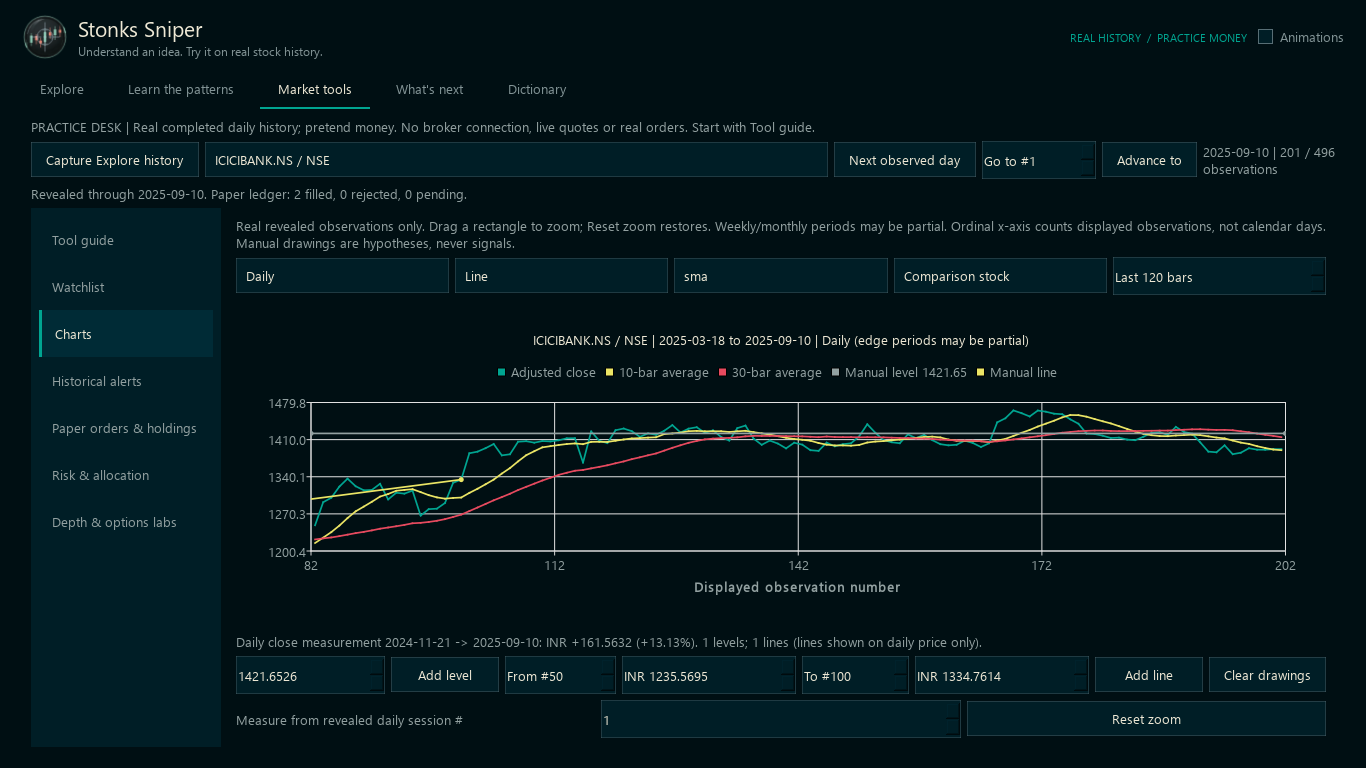 Stonks Sniper
Understand an idea. Try it on real stock history.
REAL HISTORY / PRACTICE MONEY
Animations
Explore
Learn the patterns
Market tools
What's next
Dictionary
PRACTICE DESK | Real completed daily history; pretend money. No broker connection, live quotes or real orders. Start with Tool guide.
Capture Explore history
ICICIBANK.NS / NSE
Next observed day
Go to #1
Advance to
2025-09-10 | 201 / 496
observations
Revealed through 2025-09-10. Paper ledger: 2 filled, 0 rejected, 0 pending.
Tool guide
Watchlist
Charts
Historical alerts
Paper orders & holdings
Risk & allocation
Depth & options labs
Real revealed observations only. Drag a rectangle to zoom; Reset zoom restores. Weekly/monthly periods may be partial. Ordinal x-axis counts displayed observations, not calendar days.
Manual drawings are hypotheses, never signals.
Daily
Line
sma
Comparison stock
Last 120 bars
ICICIBANK.NS / NSE | 2025-03-18 to 2025-09-10 | Daily (edge periods may be partial)
Adjusted close
10-bar average
30-bar average
Manual level 1421.65
Manual line
1479.8
1410.0
1340.1
1270.3
1200.4
82
112
142
172
202
Displayed observation number
Daily close measurement 2024-11-21 -> 2025-09-10: INR +161.5632 (+13.13%). 1 levels; 1 lines (lines shown on daily price only).
1421.6526
Add level
From #50
INR 1235.5695
To #100
INR 1334.7614
Add line
Clear drawings
Measure from revealed daily session #
1
Reset zoom